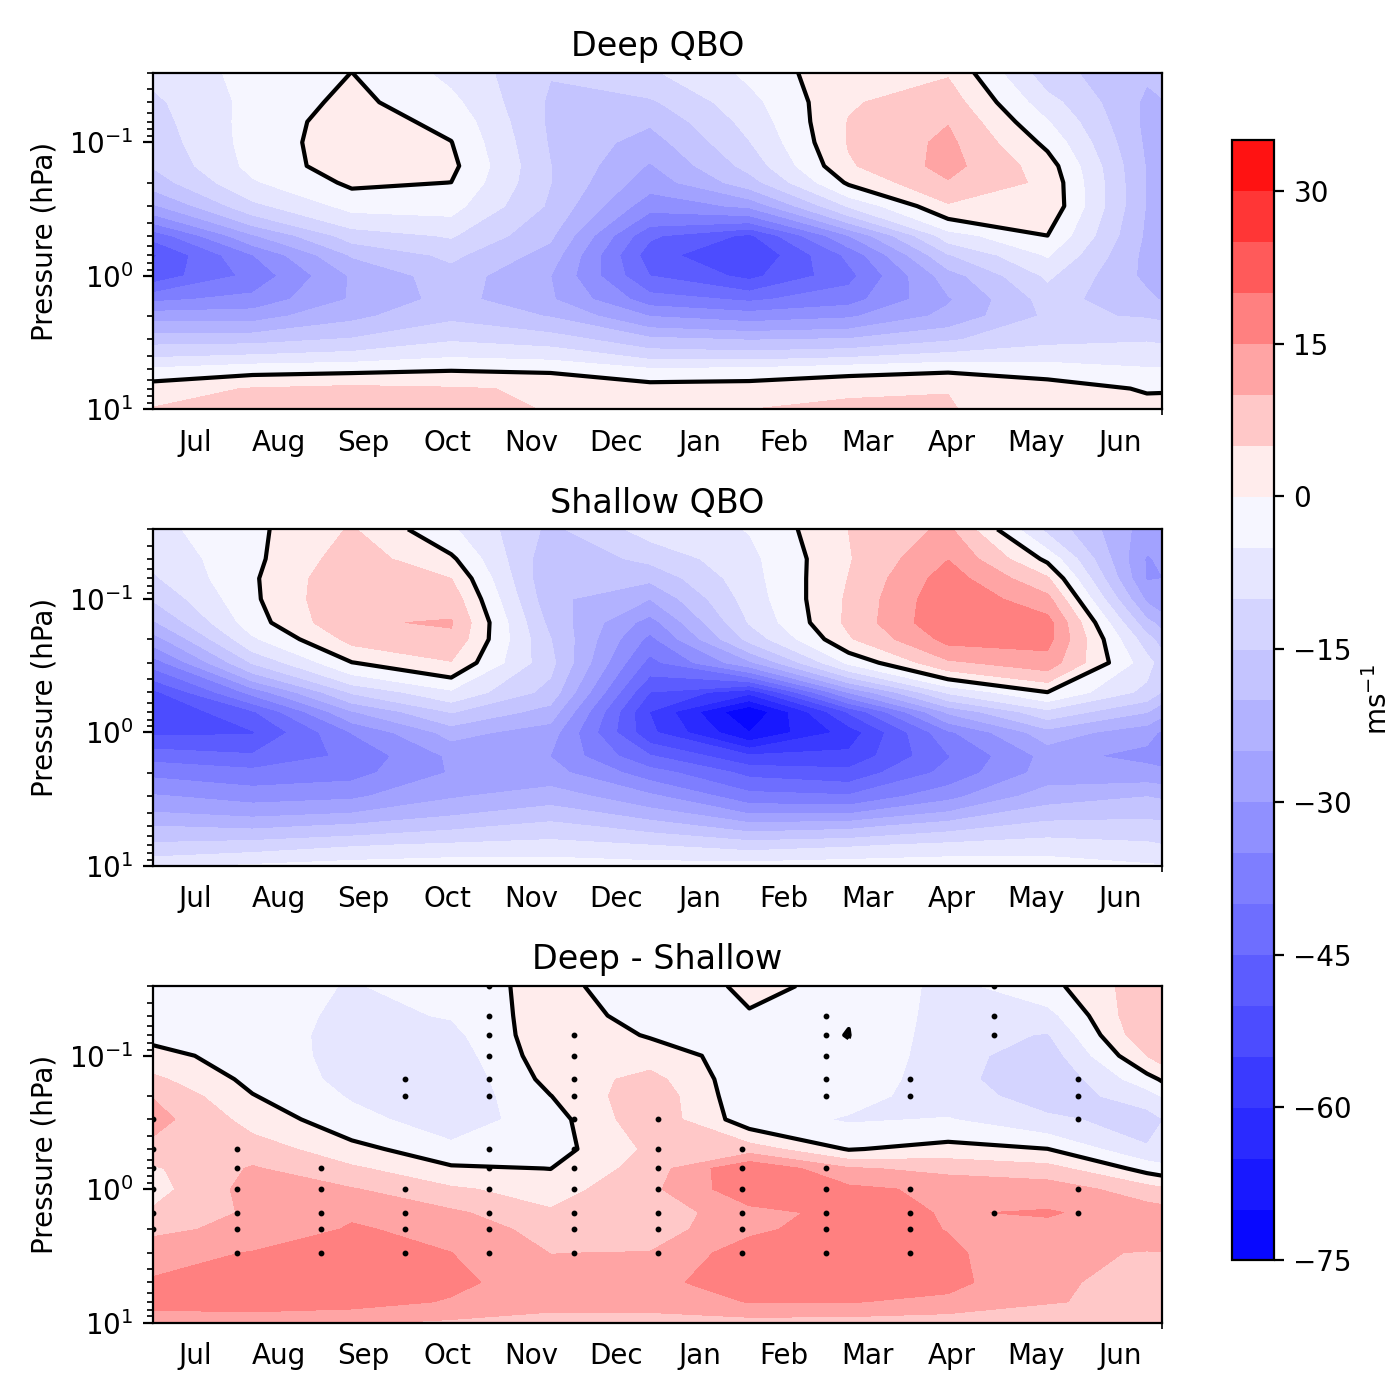 Deep QBO
Pressure (hPa)
10⁻¹
10⁰
10¹
Jul Aug Sep Oct Nov Dec Jan Feb Mar Apr May Jun
Shallow QBO
Pressure (hPa)
10⁻¹
10⁰
10¹
Jul Aug Sep Oct Nov Dec Jan Feb Mar Apr May Jun
Deep - Shallow
Pressure (hPa)
10⁻¹
10⁰
10¹
Jul Aug Sep Oct Nov Dec Jan Feb Mar Apr May Jun
30
15
0
−15
−30
−45
−60
−75
ms⁻¹